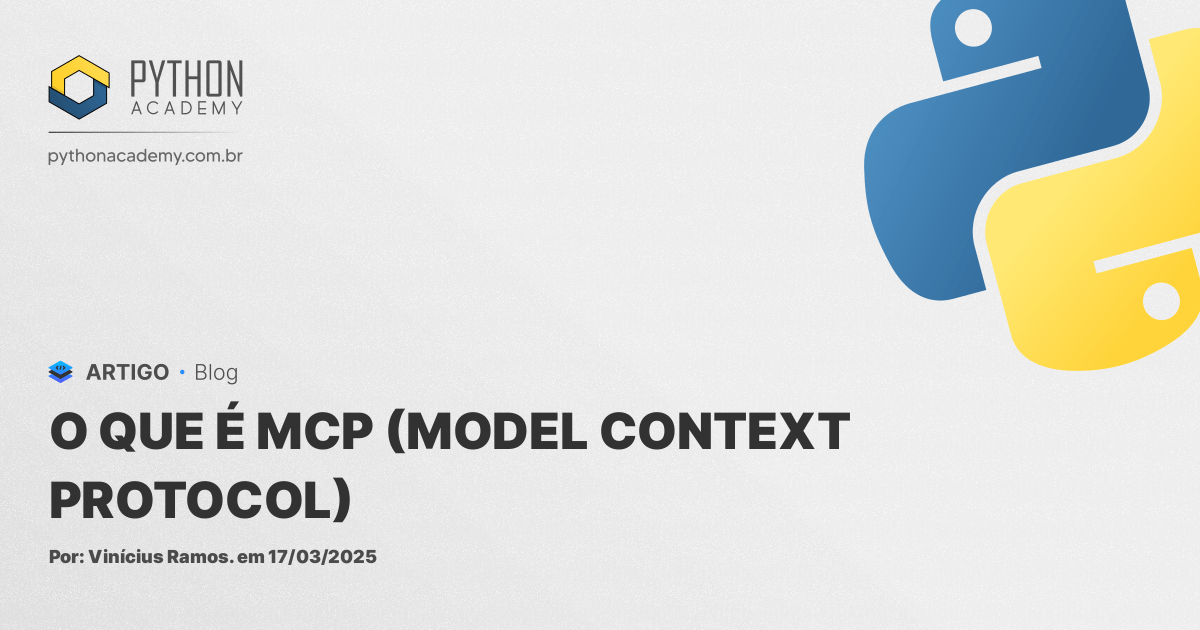 PYTHON
ACADEMY
pythonacademy.com.br
ARTIGO • Blog
O QUE É MCP (MODEL CONTEXT
PROTOCOL)
Por: Vinícius Ramos. em 17/03/2025